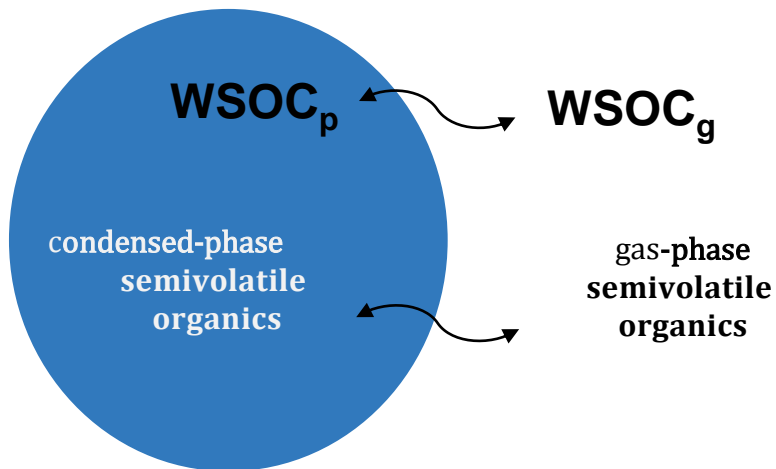 WSOCp
WSOCg
condensed-phase
semivolatile
organics
gas-phase
semivolatile
organics